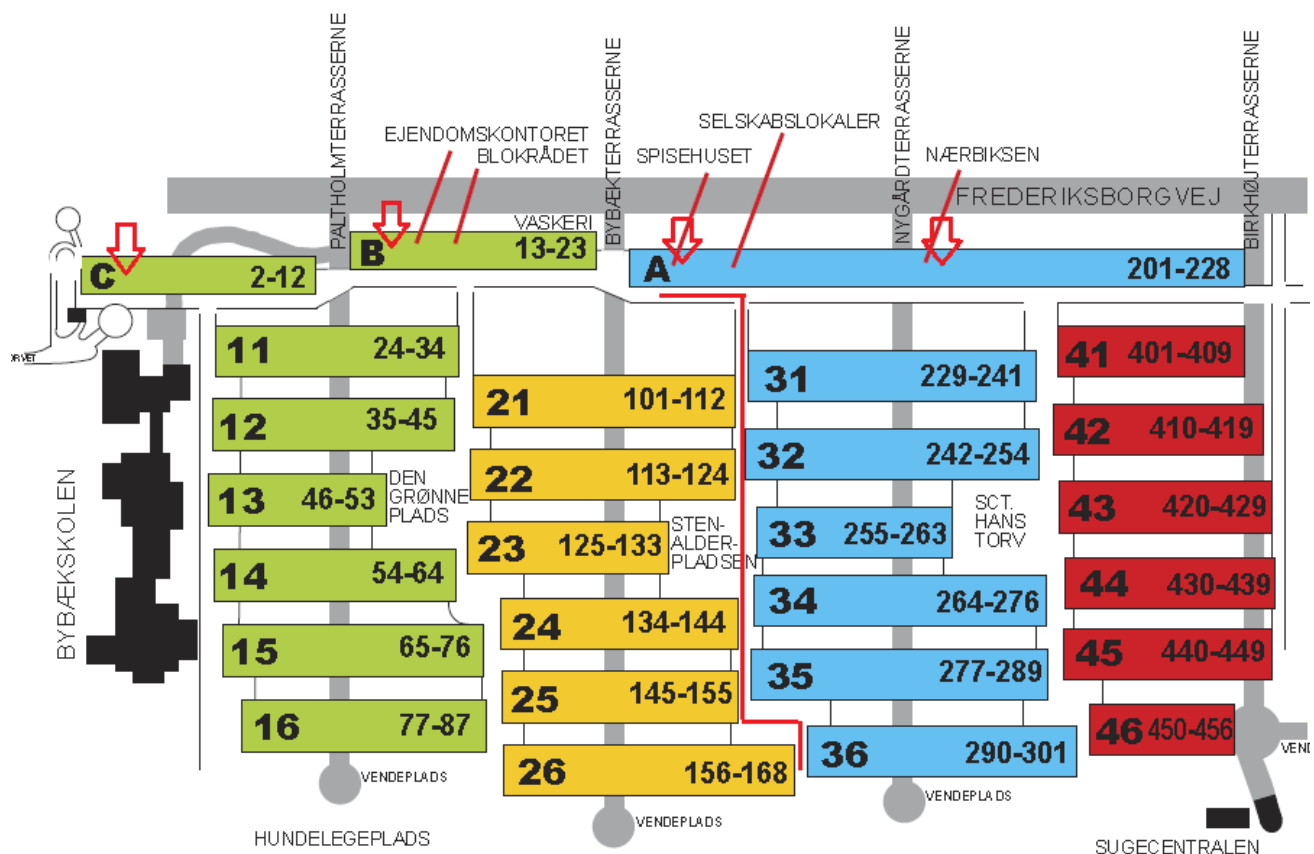 PALTHOLMTERRASSERNE
BYBÆKTERRASSERNE
NYGÅRDTERRASSERNE
BIRKHØJTERRASSERNE
EJENDOMSKONTORET
BLOKRÅDET
SELSKABSLOKALER
SPISEHUSET
NÆRBIKSEN
FREDERIKSBORGVEJ
VASKERI
C 2-12
B 13-23
A 201-228
11 24-34
12 35-45
13 46-53
DEN
GRØNNE
PLADS
14 54-64
15 65-76
16 77-87
VENDEPLADS
21 101-112
22 113-124
23 125-133
STEN-
ALDER-
PLADSEN
24 134-144
25 145-155
26 156-168
VENDEPLADS
31 229-241
32 242-254
33 255-263
SCT.
HANS
TORV
34 264-276
35 277-289
36 290-301
VENDEPLADS
41 401-409
42 410-419
43 420-429
44 430-439
45 440-449
46 450-456
VEND
BYBÆKSKOLEN
HUNDELEGEPLADS
SUGECENTRALEN